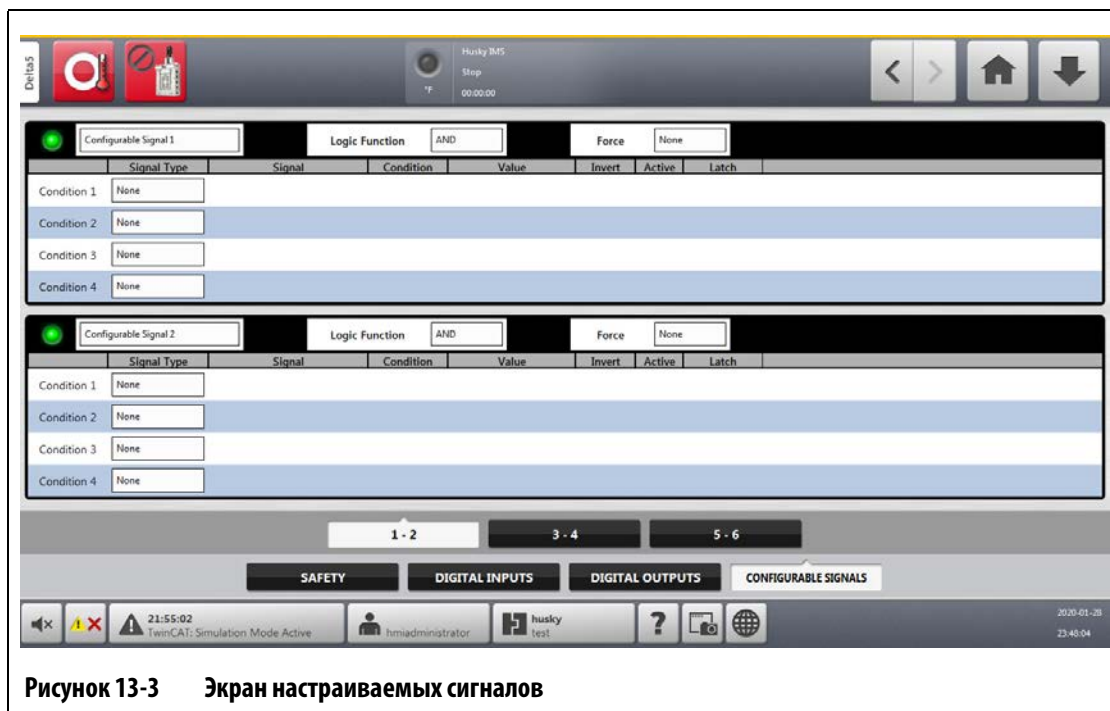 Delta5
Husky IMS
Stop
°F 00:00:00
Configurable Signal 1 Logic Function AND Force None
Signal Type Signal Condition Value Invert Active Latch
Condition 1 None
Condition 2 None
Condition 3 None
Condition 4 None
Configurable Signal 2 Logic Function AND Force None
Signal Type Signal Condition Value Invert Active Latch
Condition 1 None
Condition 2 None
Condition 3 None
Condition 4 None
1 - 2 3 - 4 5 - 6
SAFETY DIGITAL INPUTS DIGITAL OUTPUTS CONFIGURABLE SIGNALS
21:55:02 husky 2020-01-28
TwinCAT: Simulation Mode Active hmiadministrator test ? 23:48:04
Рисунок 13-3 Экран настраиваемых сигналов